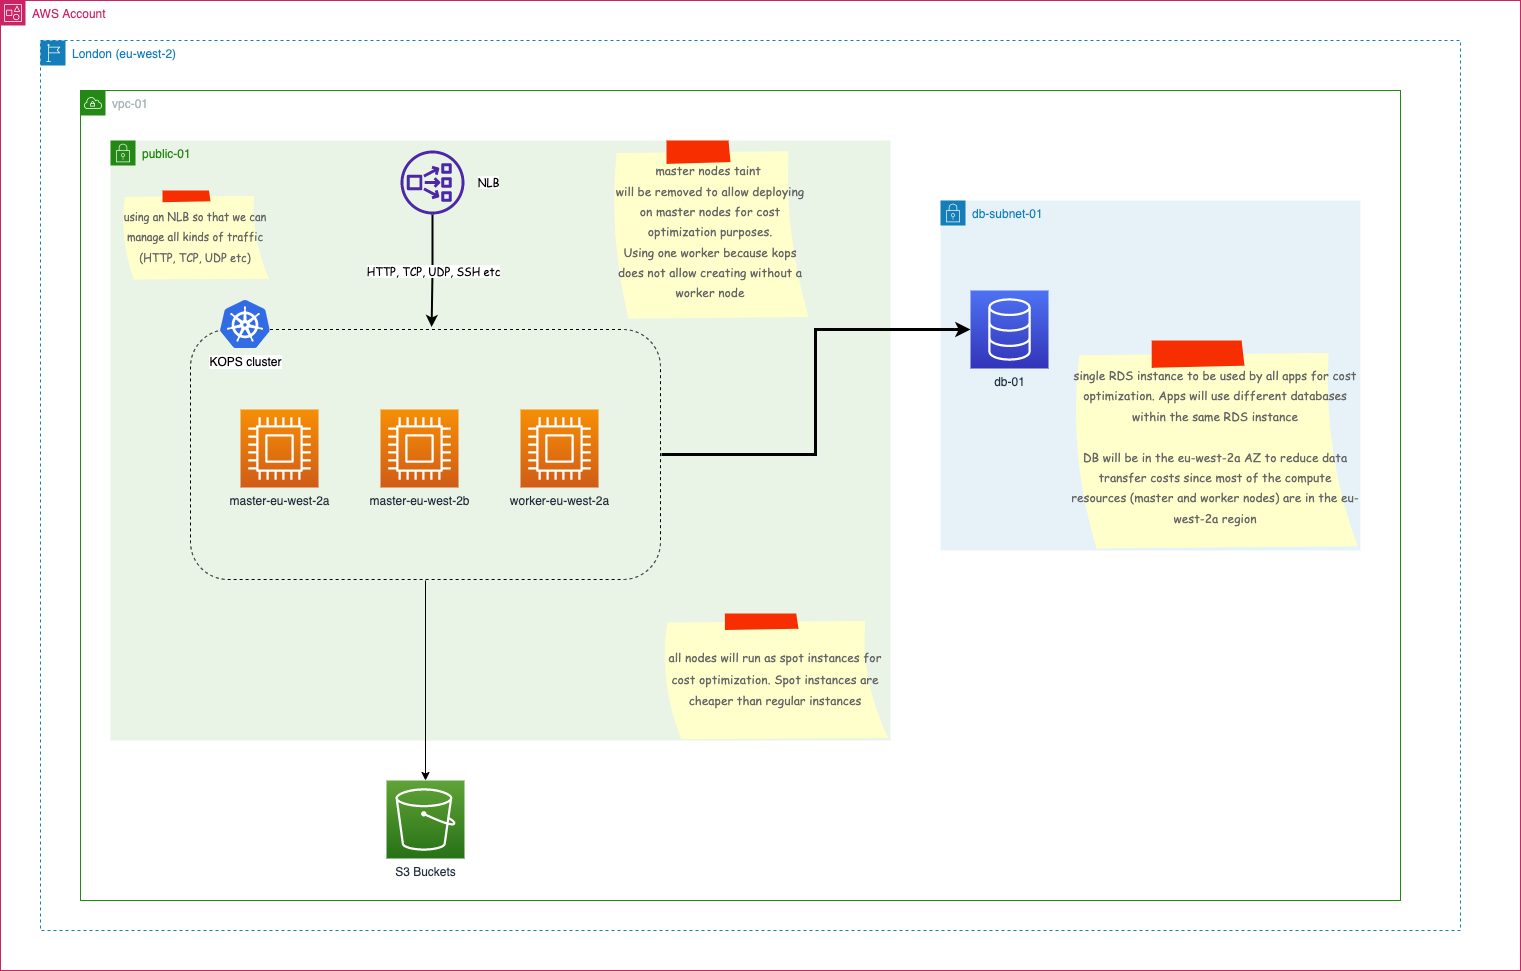 AWS Account
London (eu-west-2)
vpc-01
public-01
NLB
using an NLB so that we can
manage all kinds of traffic
(HTTP, TCP, UDP etc)
master nodes taint
will be removed to allow deploying
on master nodes for cost
optimization purposes.
Using one worker because kops
does not allow creating without a
worker node
HTTP, TCP, UDP, SSH etc
KOPS cluster
master-eu-west-2a
master-eu-west-2b
worker-eu-west-2a
db-subnet-01
db-01
single RDS instance to be used by all apps for cost
optimization. Apps will use different databases
within the same RDS instance
DB will be in the eu-west-2a AZ to reduce data
transfer costs since most of the compute
resources (master and worker nodes) are in the eu-
west-2a region
all nodes will run as spot instances for
cost optimization. Spot instances are
cheaper than regular instances
S3 Buckets